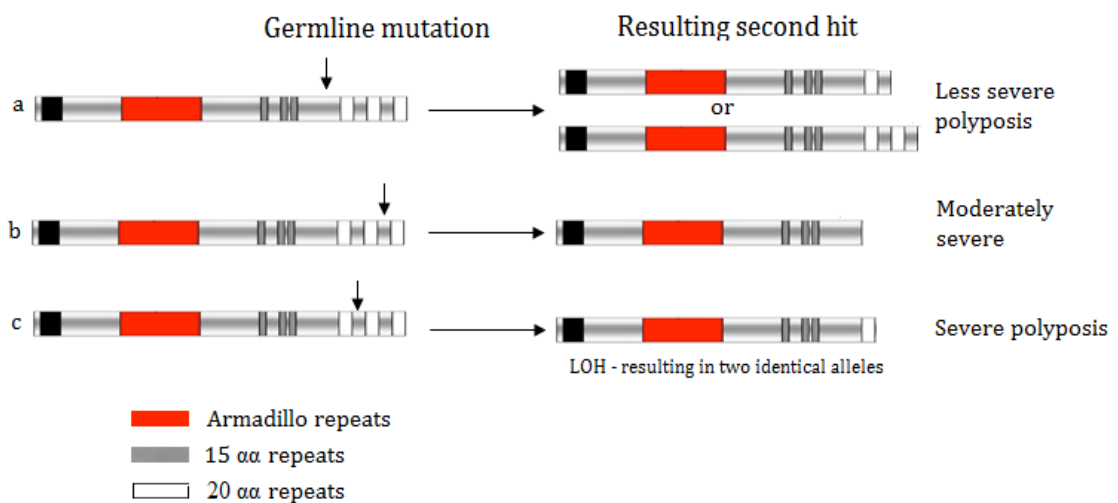 Germline mutation
Resulting second hit
a
or
Less severe
polyposis
b
Moderately
severe
c
Severe polyposis
LOH - resulting in two identical alleles
Armadillo repeats
15 αα repeats
20 αα repeats